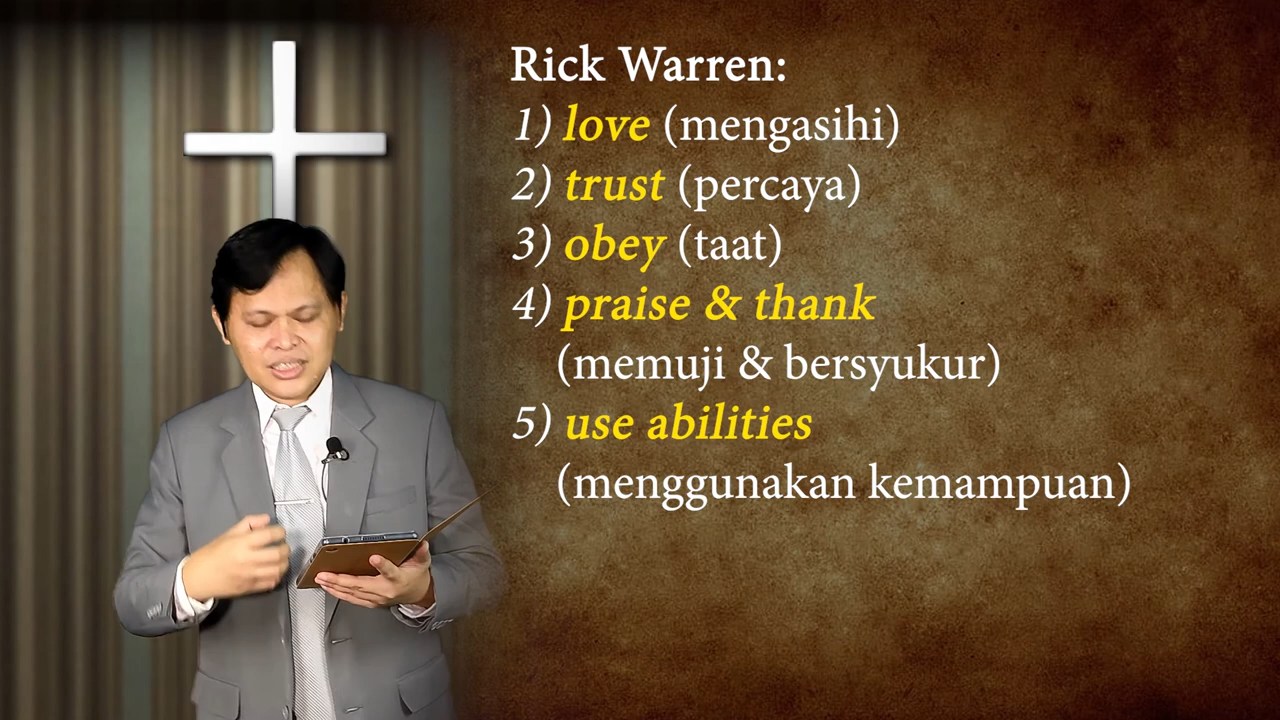 Rick Warren:
1) love (mengasihi)
2) trust (percaya)
3) obey (taat)
4) praise & thank
(memuji & bersyukur)
5) use abilities
(menggunakan kemampuan)